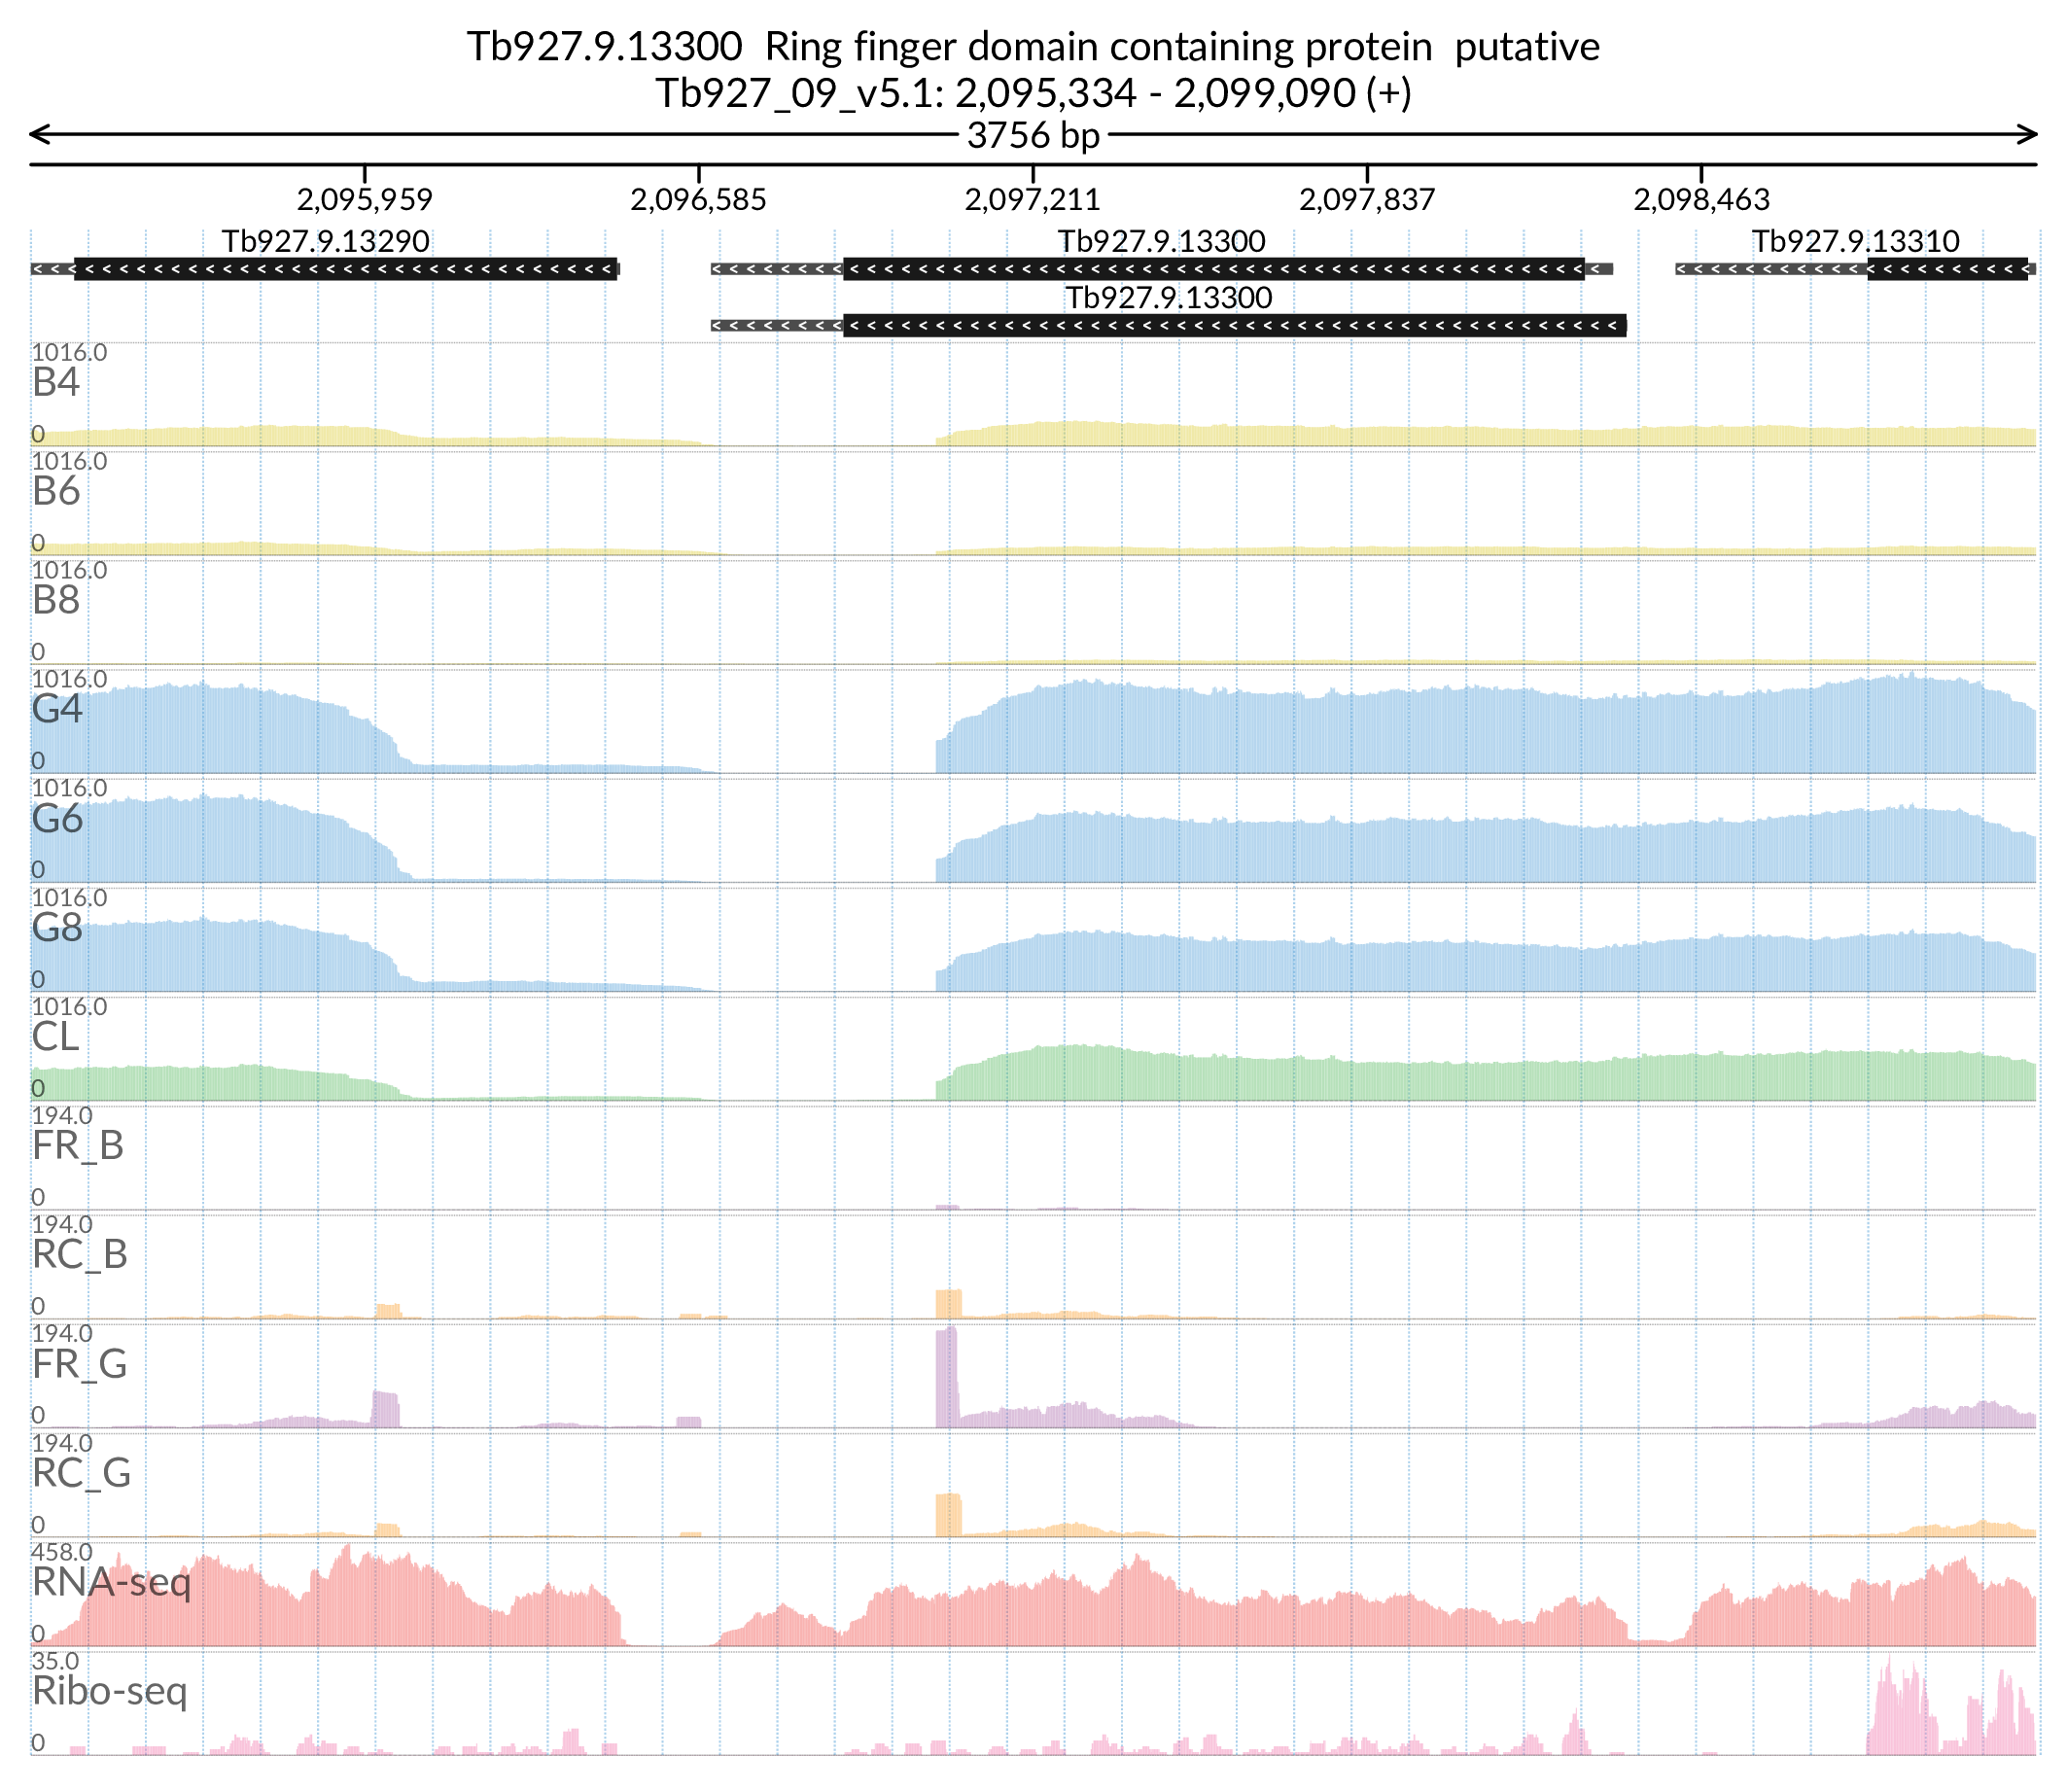 Tb927.9.13300  Ring finger domain containing protein  putative
Tb927_09_v5.1: 2,095,334 - 2,099,090 (+)
3756 bp
2,095,959 2,096,585 2,097,211 2,097,837 2,098,463
Tb927.9.13290 Tb927.9.13300 Tb927.9.13310
Tb927.9.13300
1016.0
B4
0
1016.0
B6
0
1016.0
B8
0
1016.0
G4
0
1016.0
G6
0
1016.0
G8
0
1016.0
CL
0
194.0
FR_B
0
194.0
RC_B
0
194.0
FR_G
0
194.0
RC_G
0
458.0
RNA-seq
0
35.0
Ribo-seq
0